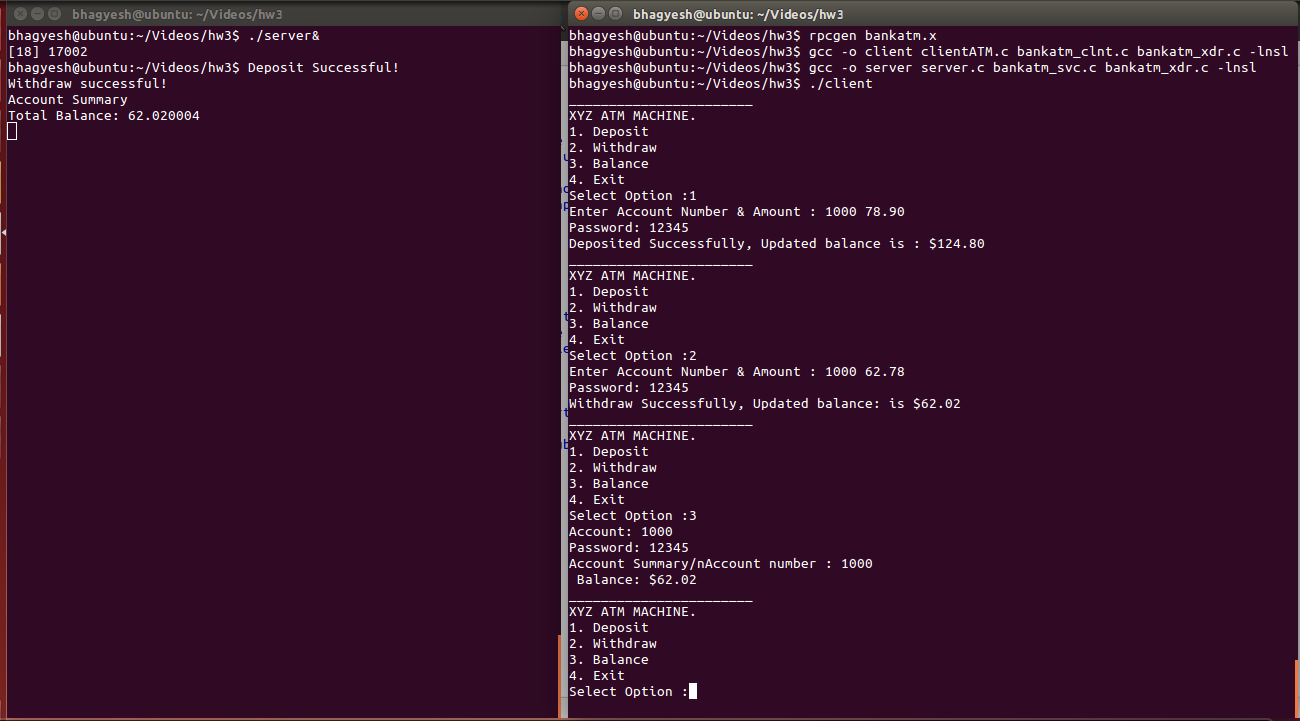 bhagyesh@ubuntu: ~/Videos/hw3
bhagyesh@ubuntu:~/Videos/hw3$ ./server&
[18] 17002
bhagyesh@ubuntu:~/Videos/hw3$ Deposit Successful!
Withdraw successful!
Account Summary
Total Balance: 62.020004
bhagyesh@ubuntu: ~/Videos/hw3
bhagyesh@ubuntu:~/Videos/hw3$ rpcgen bankatm.x
bhagyesh@ubuntu:~/Videos/hw3$ gcc -o client clientATM.c bankatm_clnt.c bankatm_xdr.c -lnsl
bhagyesh@ubuntu:~/Videos/hw3$ gcc -o server server.c bankatm_svc.c bankatm_xdr.c -lnsl
bhagyesh@ubuntu:~/Videos/hw3$ ./client
_______________________
XYZ ATM MACHINE.
1. Deposit
2. Withdraw
3. Balance
4. Exit
Select Option :1
Enter Account Number & Amount : 1000 78.90
Password: 12345
Deposited Successfully, Updated balance is : $124.80
_______________________
XYZ ATM MACHINE.
1. Deposit
2. Withdraw
3. Balance
4. Exit
Select Option :2
Enter Account Number & Amount : 1000 62.78
Password: 12345
Withdraw Successfully, Updated balance: is $62.02
_______________________
XYZ ATM MACHINE.
1. Deposit
2. Withdraw
3. Balance
4. Exit
Select Option :3
Account: 1000
Password: 12345
Account Summary/nAccount number : 1000
 Balance: $62.02
_______________________
XYZ ATM MACHINE.
1. Deposit
2. Withdraw
3. Balance
4. Exit
Select Option :